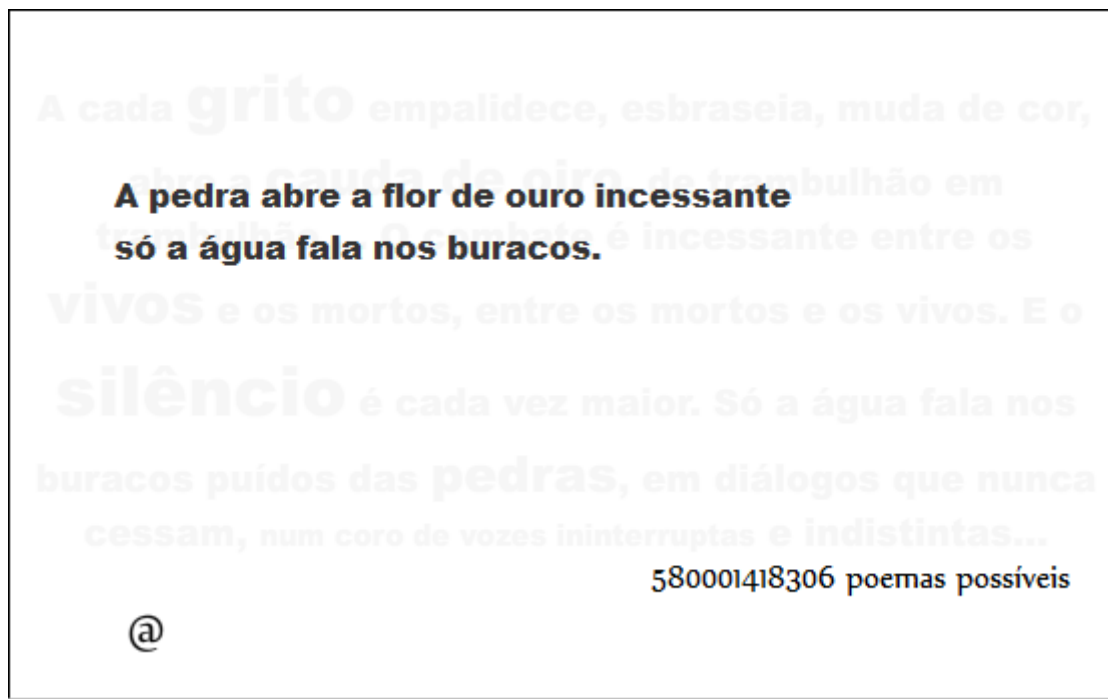 A cada grito empalidece, esbraseia, muda de cor,
abre a cauda de oiro, de trambulhão em
A pedra abre a flor de ouro incessante
trambulhão... O combate é incessante entre os
só a água fala nos buracos.
vivos e os mortos, entre os mortos e os vivos. E o
silêncio é cada vez maior. Só a água fala nos
buracos puídos das pedras, em diálogos que nunca
cessam, num coro de vozes ininterruptas e indistintas...
580001418306 poemas possíveis
@